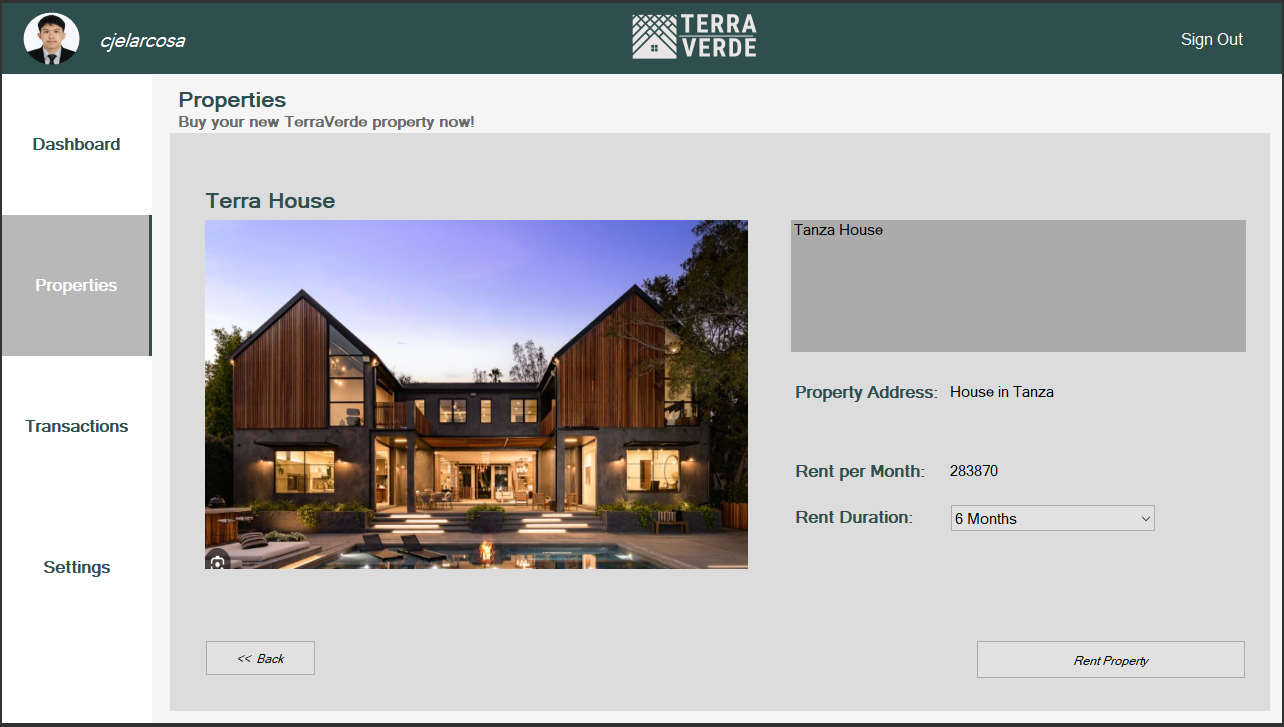 cjelarcosa
TERRA
VERDE
Sign Out
Dashboard
Properties
Transactions
Settings
Properties
Buy your new TerraVerde property now!
Terra House
Tanza House
Property Address: House in Tanza
Rent per Month: 283870
Rent Duration: 6 Months
<< Back
Rent Property